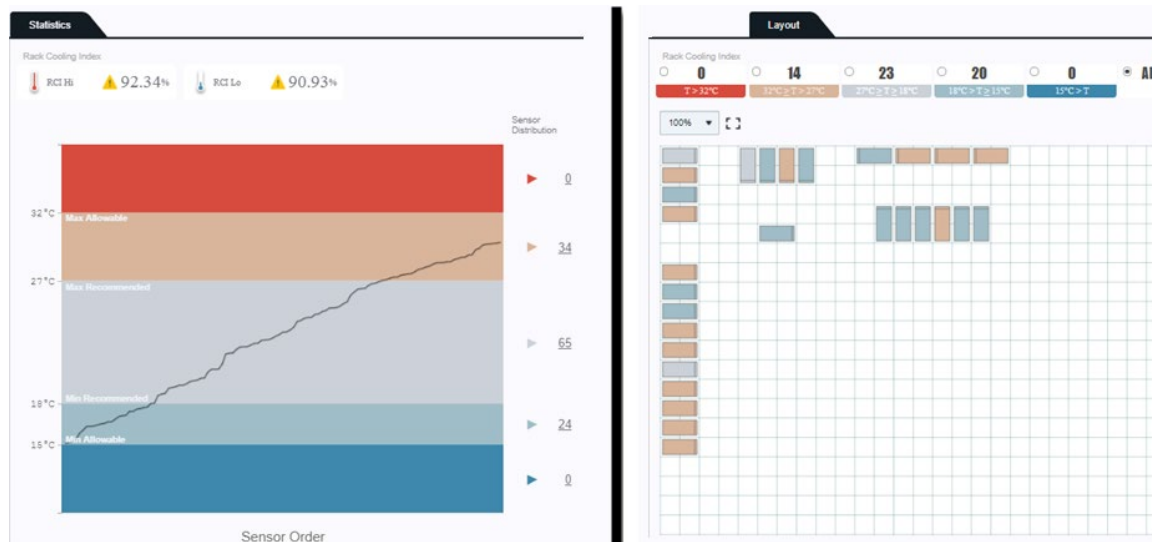 Statistics
Rack Cooling Index
RCI Hi 92.34% RCI Lo 90.93%
Sensor
Distribution
0
32°C Max Allowable
34
27°C Max Recommended
65
18°C Min Recommended
24
15°C Min Allowable
0
Sensor Order
Layout
Rack Cooling Index
0 14 23 20 0
T > 32°C 32°C ≥ T > 27°C 27°C ≥ T ≥ 18°C 18°C > T ≥ 15°C 15°C > T
100%